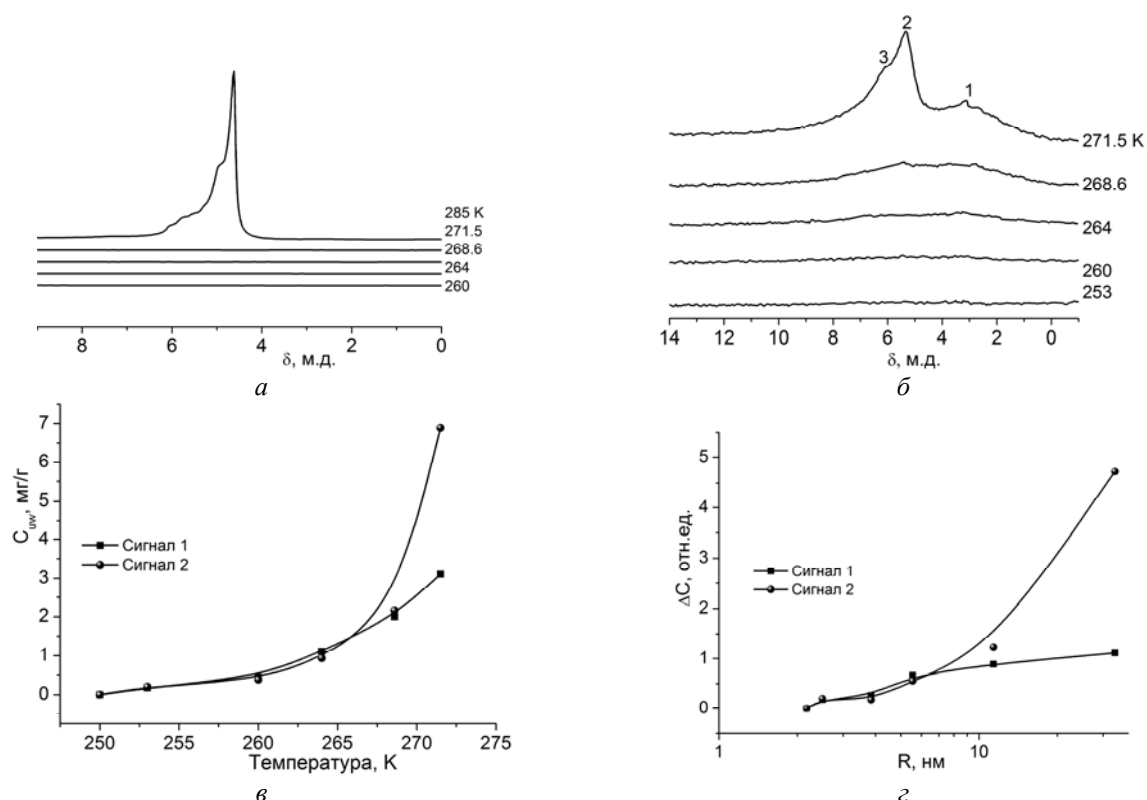 285 K
271.5
268.6
264
260
8 6 4 2 0
δ, м.д.
а
2
3
1
271.5 K
268.6
264
260
253
14 12 10 8 6 4 2 0
δ, м.д.
б
7
6
5
4
3
2
1
0
C_uw, мг/г
Сигнал 1
Сигнал 2
250 255 260 265 270 275
Температура, K
в
5
4
3
2
1
0
ΔC, отн.ед.
Сигнал 1
Сигнал 2
1 10
R, нм
г